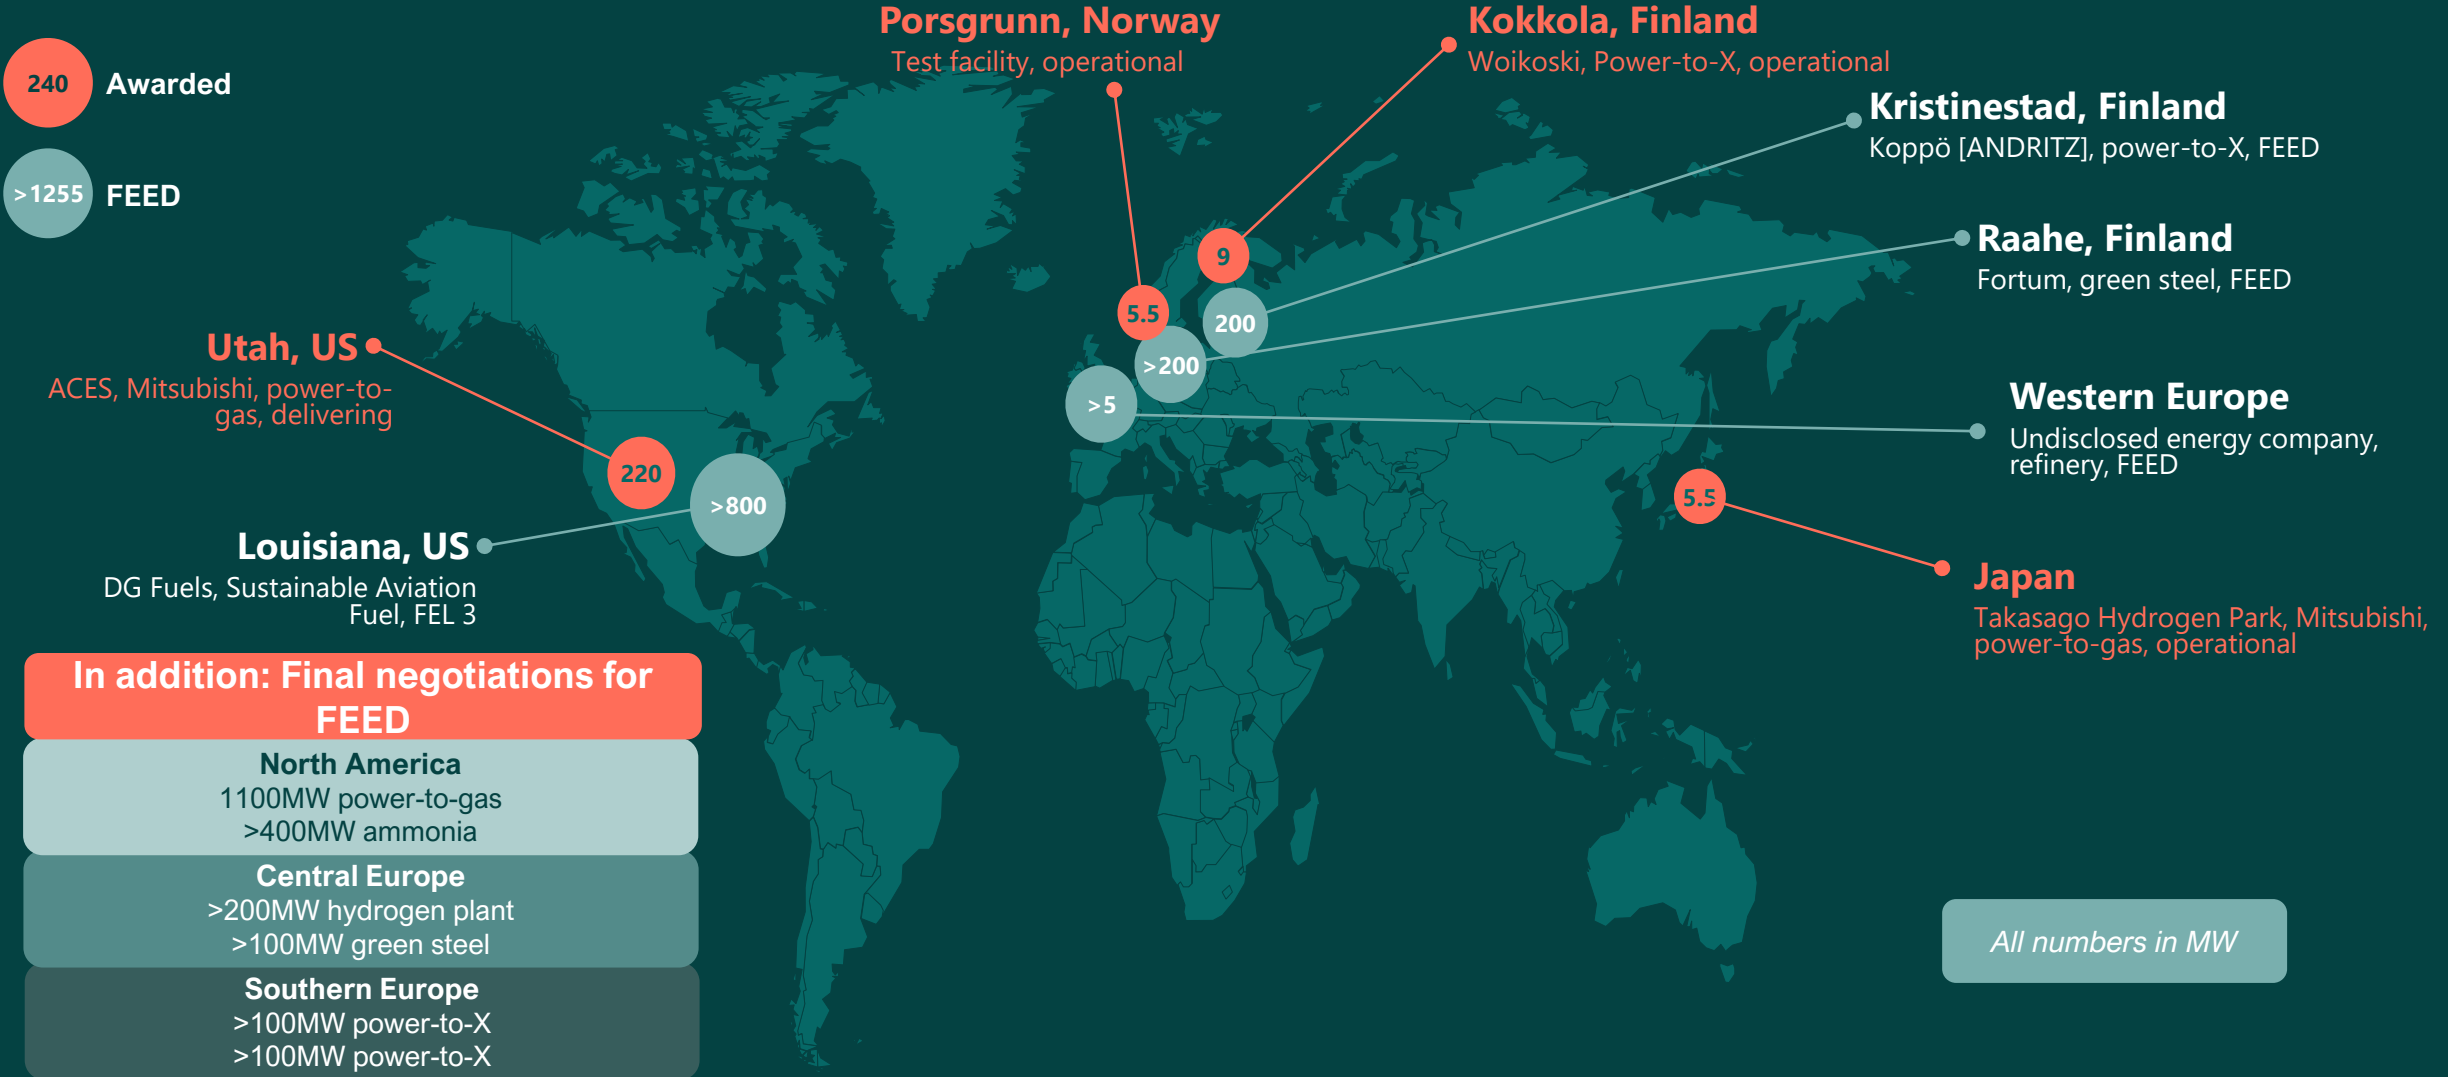 240
Awarded
>1255
FEED
Porsgrunn, Norway
Test facility, operational
Kokkola, Finland
Woikoski, Power-to-X, operational
Kristinestad, Finland
Koppö [ANDRITZ], power-to-X, FEED
Raahe, Finland
Fortum, green steel, FEED
Utah, US
ACES, Mitsubishi, power-to-
gas, delivering
Western Europe
Undisclosed energy company,
refinery, FEED
Louisiana, US
DG Fuels, Sustainable Aviation
Fuel, FEL 3
Japan
Takasago Hydrogen Park, Mitsubishi,
power-to-gas, operational
9
5.5
200
>200
>5
220
>800
5.5
In addition: Final negotiations for
FEED
North America
1100MW power-to-gas
>400MW ammonia
Central Europe
>200MW hydrogen plant
>100MW green steel
Southern Europe
>100MW power-to-X
>100MW power-to-X
All numbers in MW